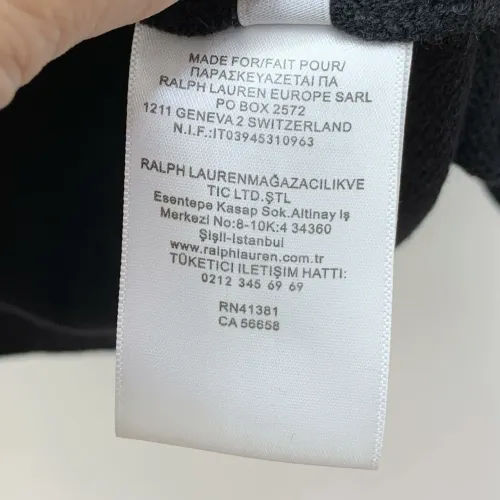 MADE FOR/FAIT POUR/
ΠΑΡΑΣΚΕΥΑΖΕΤΑΙ ΠΑ
RALPH LAUREN EUROPE SARL
PO BOX 2572
1211 GENEVA 2 SWITZERLAND
N.I.F.:IT03945310963
RALPH LAURENMAĞAZACILIKVE
TIC LTD.ŞTL
Esentepe Kasap Sok.Altinay Iş
Merkezi No:8-10K:4 34360
Şişli-Istanbul
www.ralphlauren.com.tr
TÜKETICI ILETIŞIM HATTI:
0212 345 69 69
RN41381
CA 56658